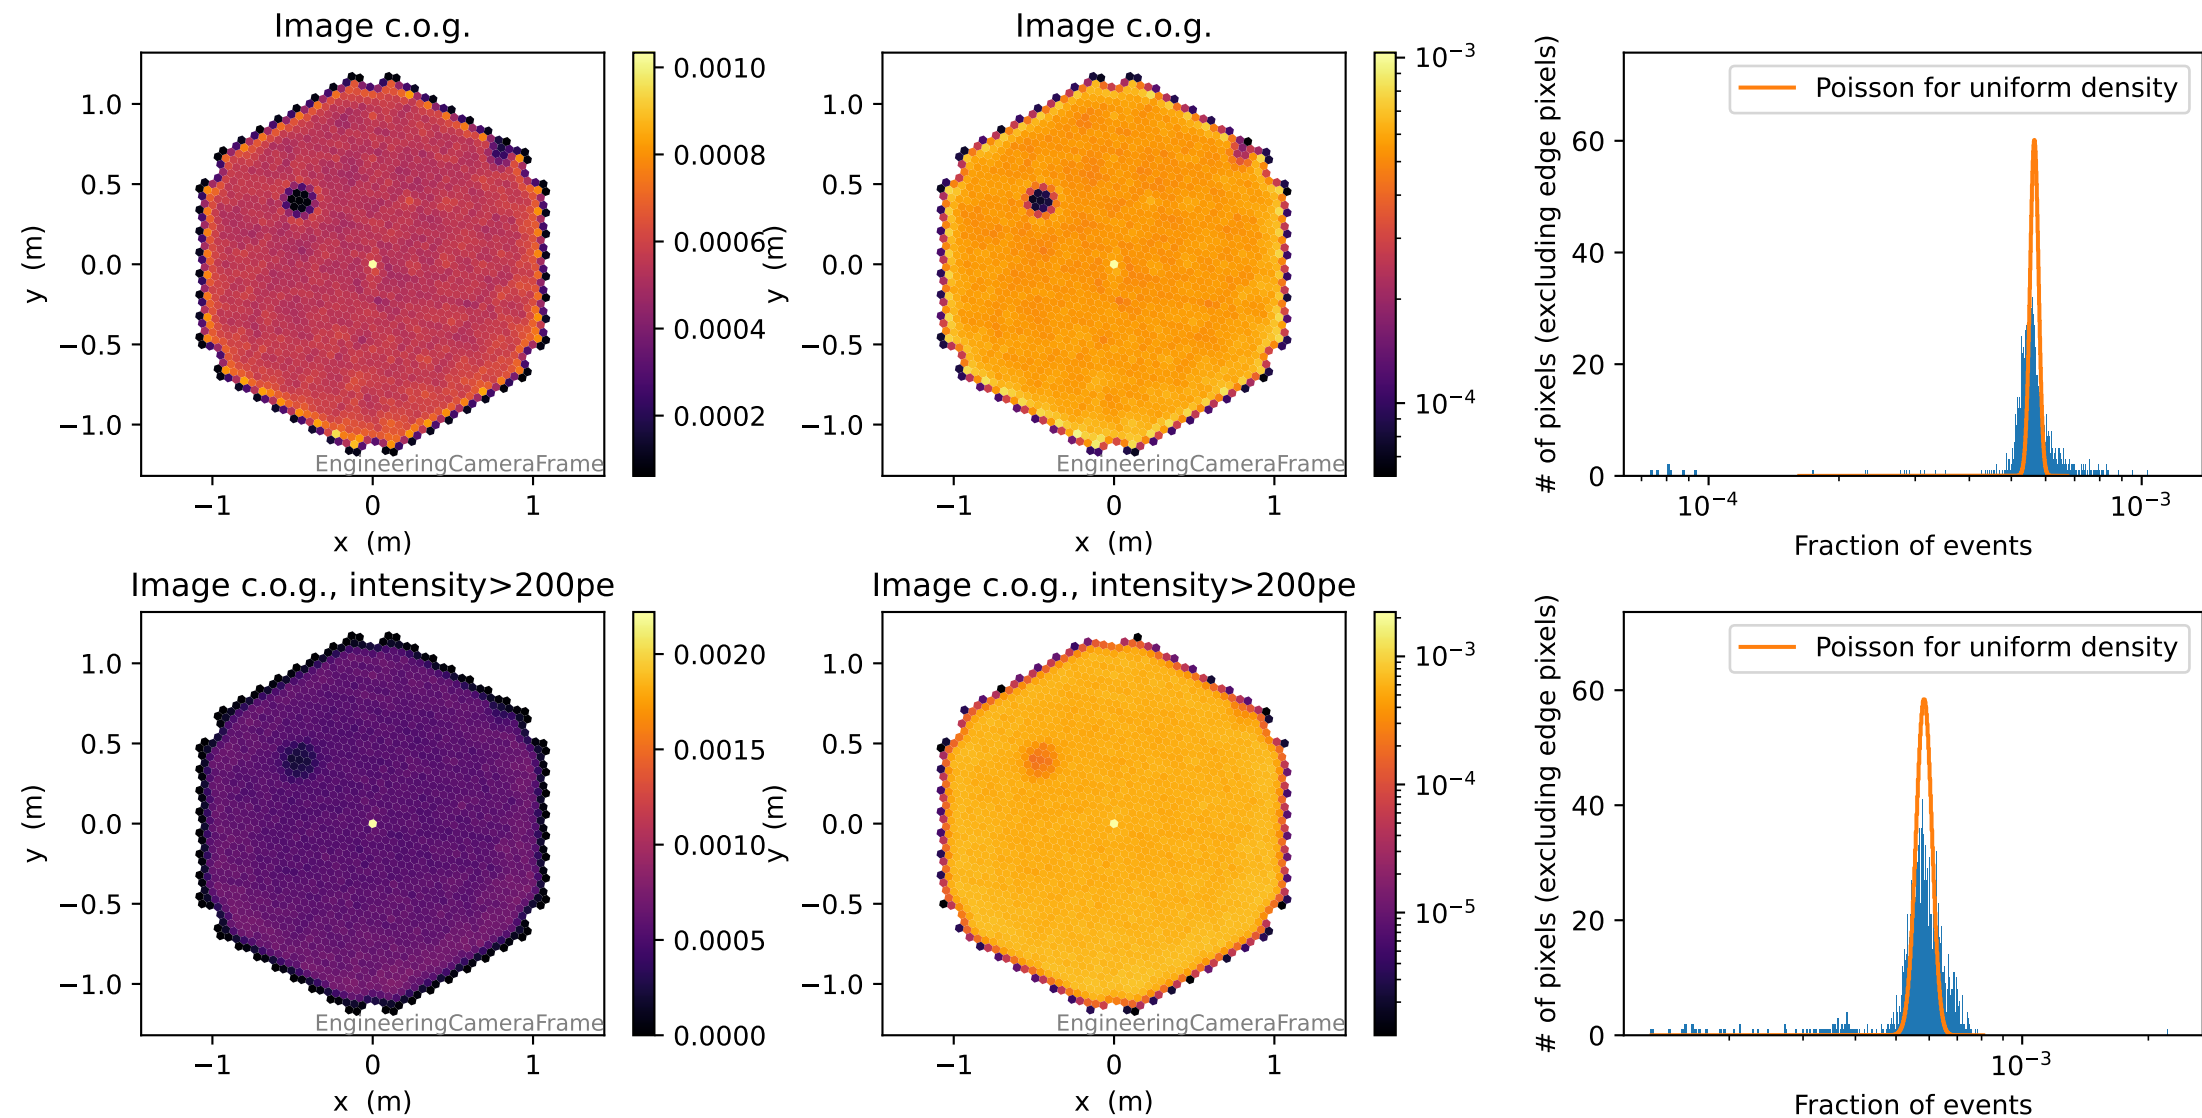 Image c.o.g.
y (m)
1.0
0.5
0.0
−0.5
−1.0
−1
0
1
x (m)
EngineeringCameraFrame
0.0010
0.0008
0.0006
0.0004
0.0002
Image c.o.g.
y (m)
1.0
0.5
0.0
−0.5
−1.0
−1
0
1
x (m)
EngineeringCameraFrame
10⁻³
10⁻⁴
# of pixels (excluding edge pixels)
60
40
20
0
Poisson for uniform density
10⁻⁴
10⁻³
Fraction of events
Image c.o.g., intensity>200pe
y (m)
1.0
0.5
0.0
−0.5
−1.0
−1
0
1
x (m)
EngineeringCameraFrame
0.0020
0.0015
0.0010
0.0005
0.0000
Image c.o.g., intensity>200pe
y (m)
1.0
0.5
0.0
−0.5
−1.0
−1
0
1
x (m)
EngineeringCameraFrame
10⁻³
10⁻⁴
10⁻⁵
# of pixels (excluding edge pixels)
60
40
20
0
Poisson for uniform density
10⁻³
Fraction of events